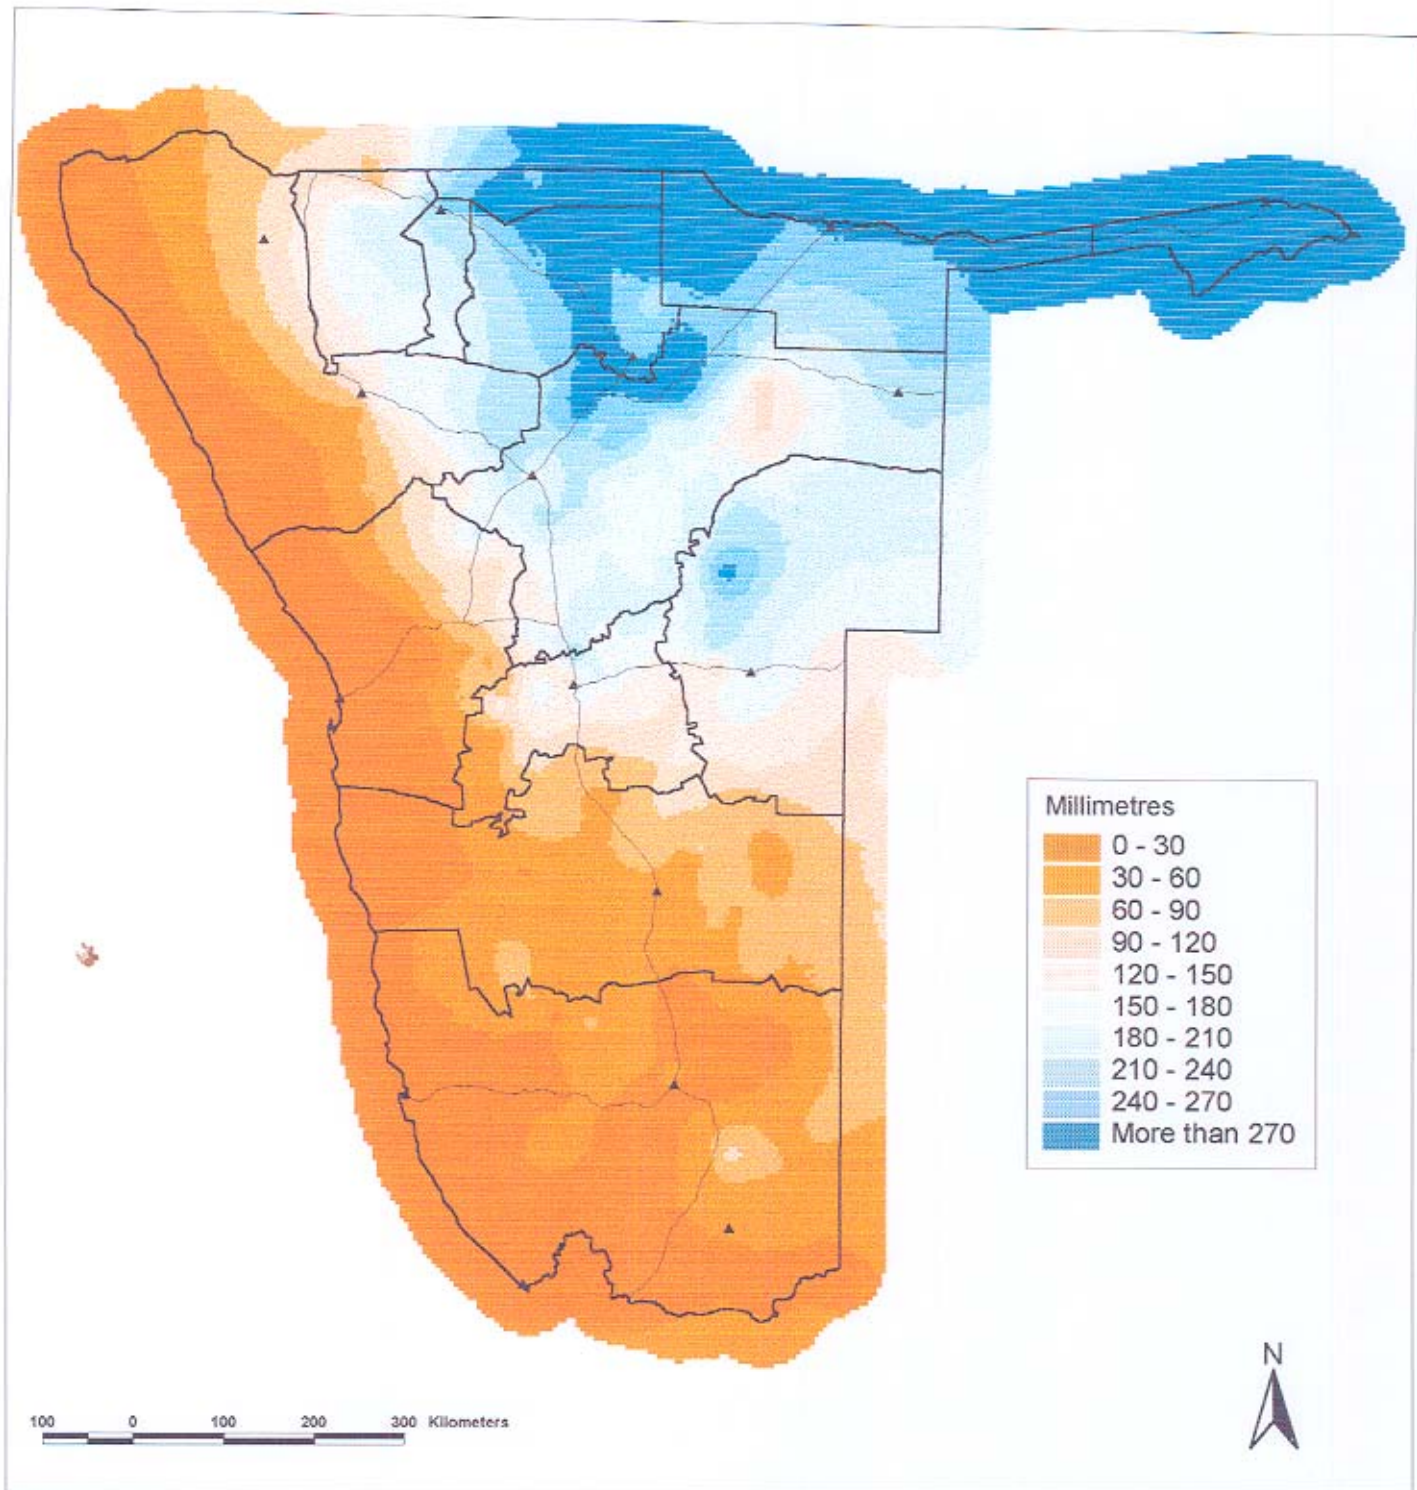 Millimetres
0 - 30
30 - 60
60 - 90
90 - 120
120 - 150
150 - 180
180 - 210
210 - 240
240 - 270
More than 270
N
100 0 100 200 300 Kilometers